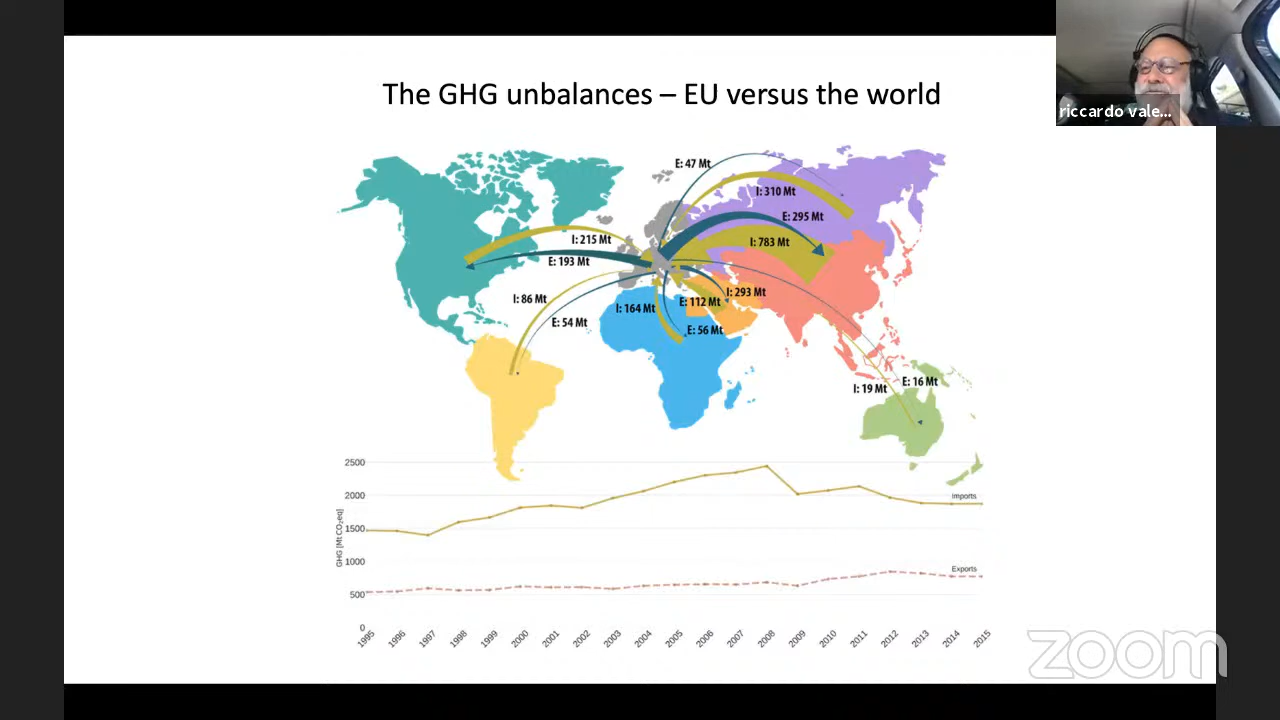 The GHG unbalances – EU versus the world
riccardo vale...
E: 47 Mt
I: 310 Mt
E: 295 Mt
I: 215 Mt
I: 783 Mt
E: 193 Mt
I: 86 Mt
I: 293 Mt
E: 112 Mt
I: 164 Mt
E: 54 Mt
E: 56 Mt
I: 19 Mt
E: 16 Mt
2500
2000
1500
1000
500
0
GHG [Mt CO2eq]
Imports
Exports
1995 1996 1997 1998 1999 2000 2001 2002 2003 2004 2005 2006 2007 2008 2009 2010 2011 2012 2013 2014 2015
zoom